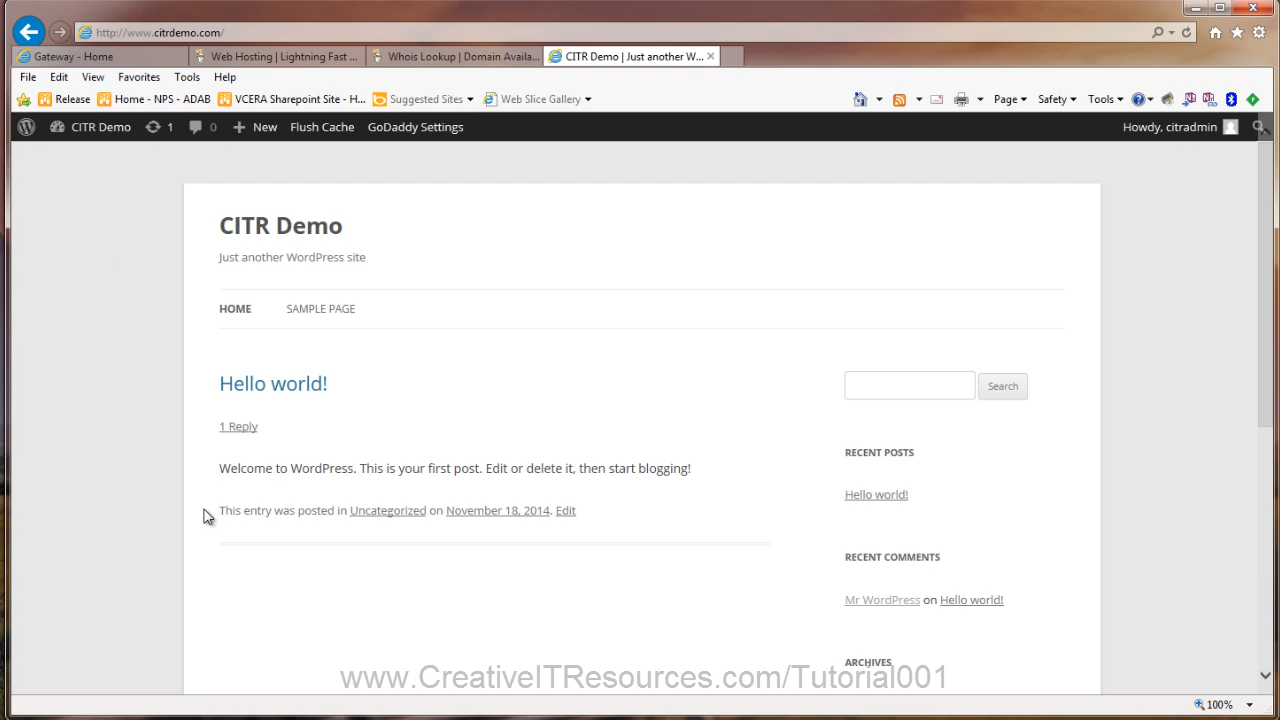 http://www.citrdemo.com/
Gateway - Home
Web Hosting | Lightning Fast ...
Whois Lookup | Domain Availa...
CITR Demo | Just another W...
File Edit View Favorites Tools Help
Release Home - NPS - ADAB VCERA Sharepoint Site - H... Suggested Sites Web Slice Gallery Page Safety Tools
CITR Demo 1 0 New Flush Cache GoDaddy Settings Howdy, citradmin
CITR Demo
Just another WordPress site
HOME SAMPLE PAGE
Hello world!
1 Reply
Welcome to WordPress. This is your first post. Edit or delete it, then start blogging!
This entry was posted in Uncategorized on November 18, 2014. Edit
Search
RECENT POSTS
Hello world!
RECENT COMMENTS
Mr WordPress on Hello world!
ARCHIVES
www.CreativeITResources.com/Tutorial001
100%